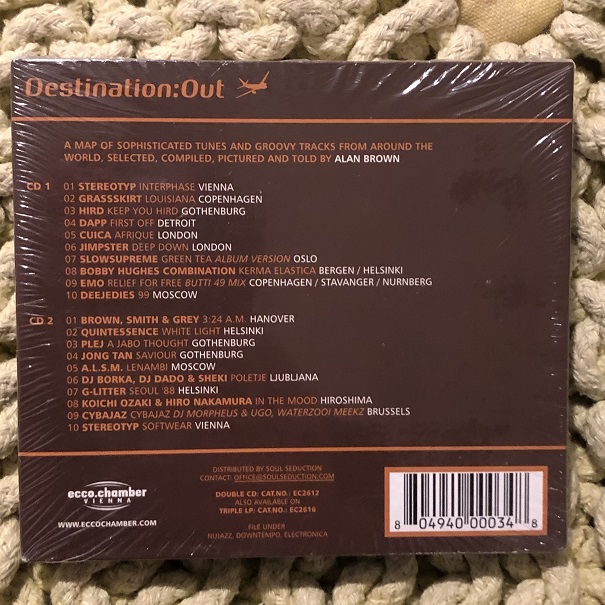 Destination:Out
A MAP OF SOPHISTICATED TUNES AND GROOVY TRACKS FROM AROUND THE
WORLD, SELECTED, COMPILED, PICTURED AND TOLD BY ALAN BROWN
CD 1 01 STEREOTYP INTERPHASE VIENNA
02 GRASSSKIRT LOUISIANA COPENHAGEN
03 HIRD KEEP YOU HIRD GOTHENBURG
04 DAPP FIRST OFF DETROIT
05 CUICA AFRIQUE LONDON
06 JIMPSTER DEEP DOWN LONDON
07 SLOWSUPREME GREEN TEA ALBUM VERSION OSLO
08 BOBBY HUGHES COMBINATION KERMA ELASTICA BERGEN / HELSINKI
09 EMO RELIEF FOR FREE BUTTI 49 MIX COPENHAGEN / STAVANGER / NURNBERG
10 DEEJEDIES 99 MOSCOW
CD 2 01 BROWN, SMITH & GREY 3:24 A.M. HANOVER
02 QUINTESSENCE WHITE LIGHT HELSINKI
03 PLEJ A JABO THOUGHT GOTHENBURG
04 JONG TAN SAVIOUR GOTHENBURG
05 A.L.S.M. LENAMBI MOSCOW
06 DJ BORKA, DJ DADO & SHEKI POLETJE LJUBLJANA
07 G-LITTER SEOUL '88 HELSINKI
08 KOICHI OZAKI & HIRO NAKAMURA IN THE MOOD HIROSHIMA
09 CYBAJAZ CYBAJAZ DJ MORPHEUS & UGO, WATERZOOI MEEKZ BRUSSELS
10 STEREOTYP SOFTWEAR VIENNA
ecco.chamber
VIENNA
WWW.ECCOCHAMBER.COM
DISTRIBUTED BY SOUL SEDUCTION
CONTACT: OFFICE@SOULSEDUCTION.COM
DOUBLE CD: CAT.NO.: EC2612
ALSO AVAILABLE ON
TRIPLE LP: CAT.NO.: EC2616
FILE UNDER
NUJAZZ, DOWNTEMPO, ELECTRONICA
8 04940 00034 8